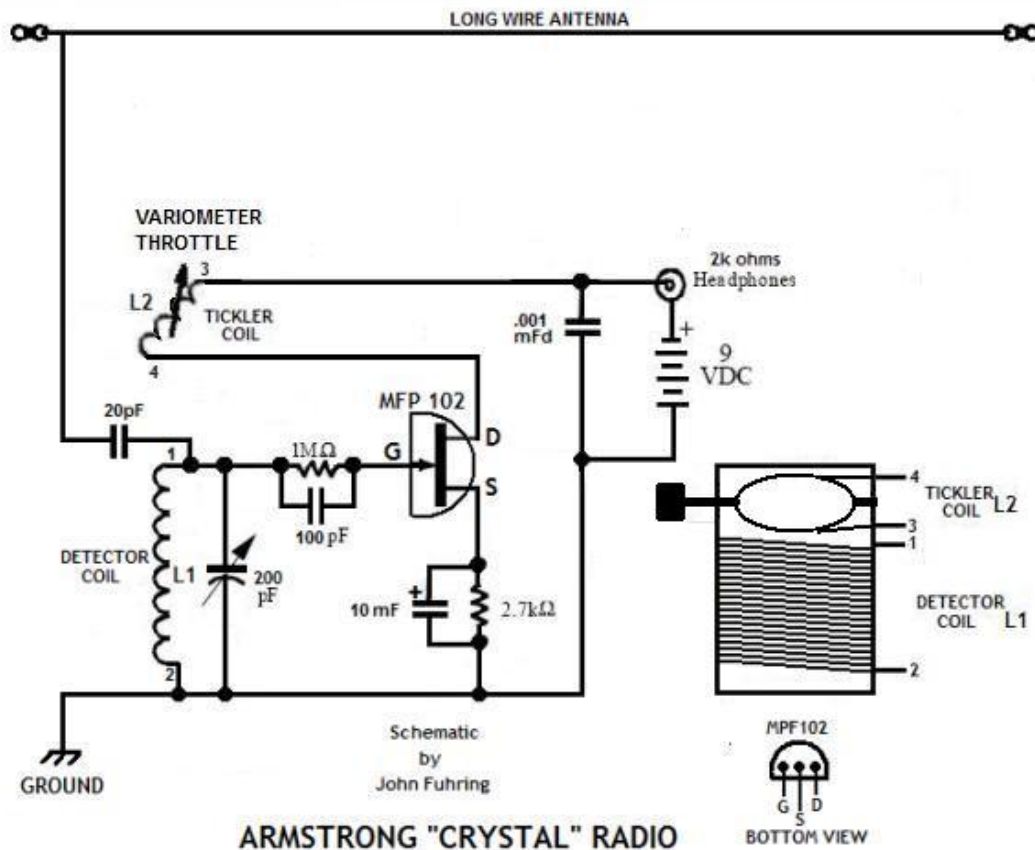 LONG WIRE ANTENNA
VARIOMETER
THROTTLE
3
L2
TICKLER
COIL
4
2k ohms
Headphones
.001
mFd
+
9
VDC
20pF
MFP 102
1
1MΩ
G
D
S
100 pF
DETECTOR
COIL
L1
200
pF
2
+
10 mF
2.7kΩ
4
TICKLER
COIL L2
3
1
DETECTOR
COIL L1
2
GROUND
Schematic
by
John Fuhring
MPF102
G
S
D
BOTTOM VIEW
ARMSTRONG "CRYSTAL" RADIO